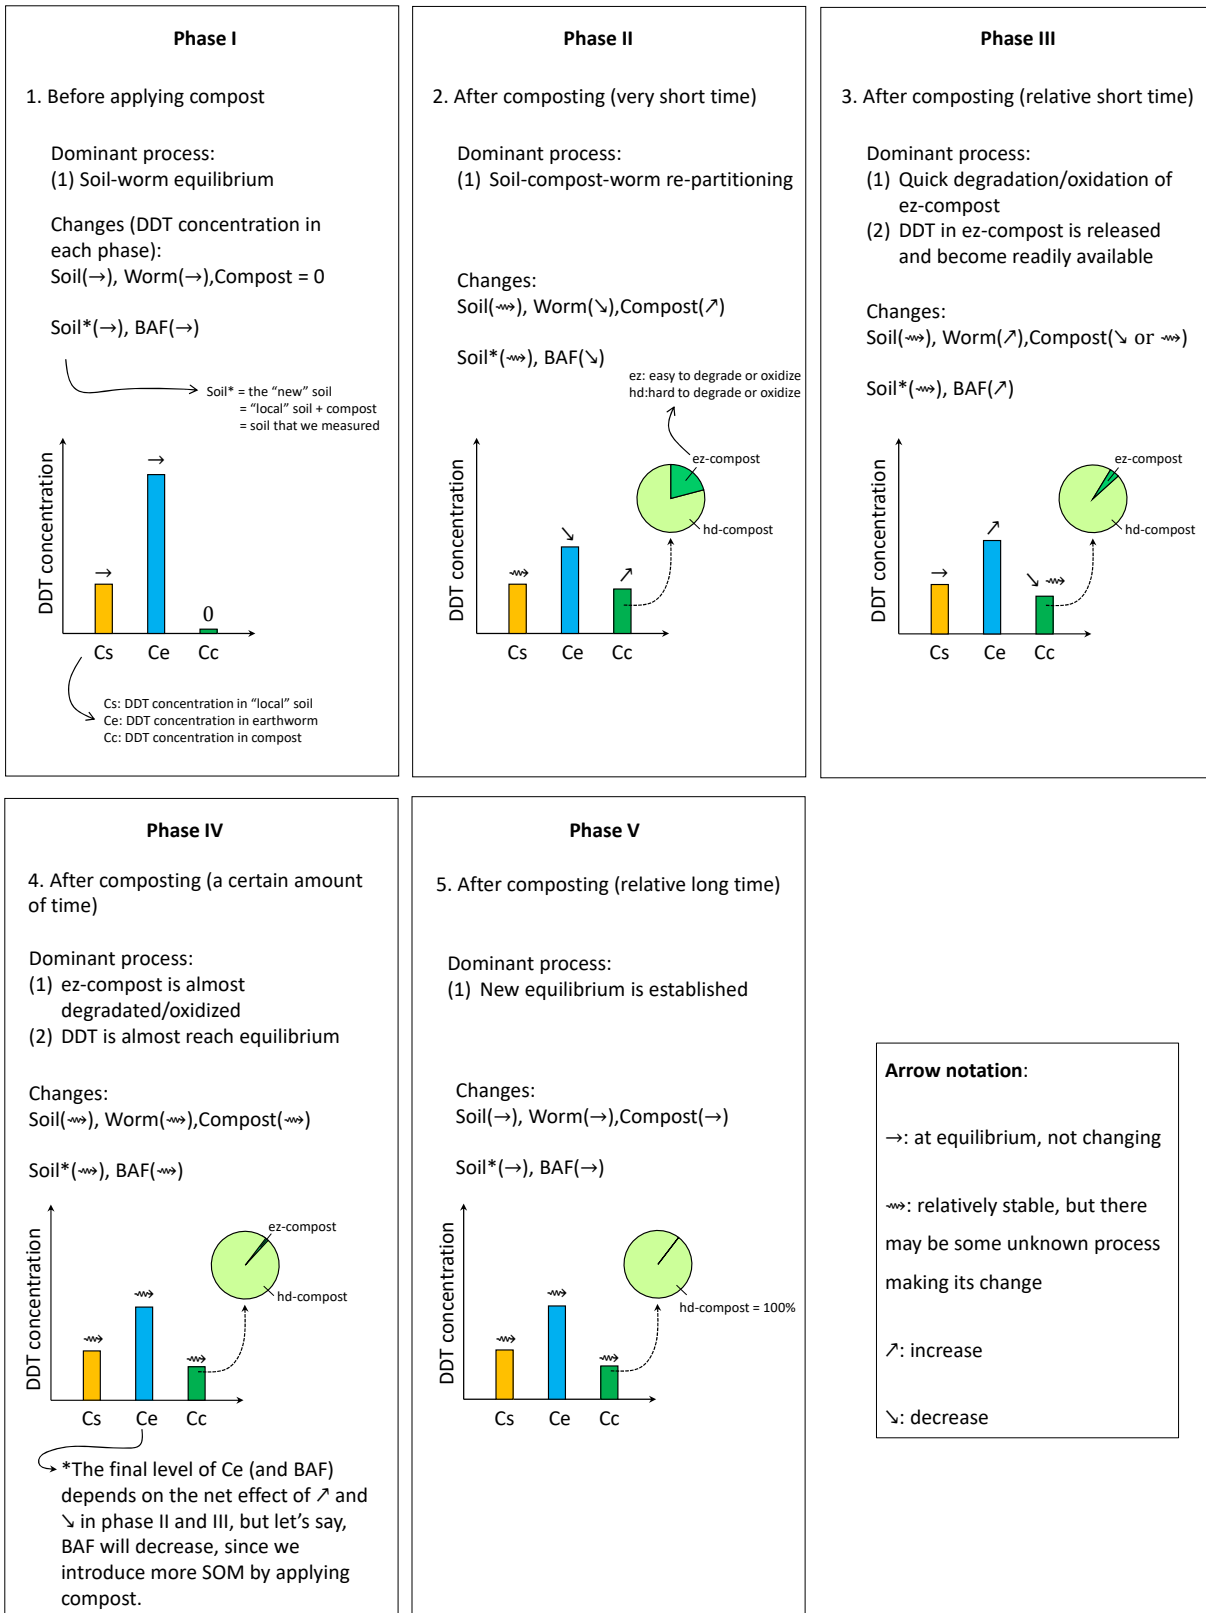 Phase I
1. Before applying compost
Dominant process:
(1) Soil-worm equilibrium
Changes (DDT concentration in
each phase):
Soil(→), Worm(→),Compost = 0
Soil*(→), BAF(→)
Soil* = the “new” soil
= “local” soil + compost
= soil that we measured
DDT concentration
→
→
0
Cs Ce Cc
Cs: DDT concentration in “local” soil
Ce: DDT concentration in earthworm
Cc: DDT concentration in compost
Phase II
2. After composting (very short time)
Dominant process:
(1) Soil-compost-worm re-partitioning
Changes:
Soil(⇝), Worm(↘),Compost(↗)
Soil*(⇝), BAF(↘)
ez: easy to degrade or oxidize
hd:hard to degrade or oxidize
ez-compost
hd-compost
DDT concentration
⇝ ↘ ↗
Cs Ce Cc
Phase III
3. After composting (relative short time)
Dominant process:
(1) Quick degradation/oxidation of
ez-compost
(2) DDT in ez-compost is released
and become readily available
Changes:
Soil(⇝), Worm(↗),Compost(↘ or ⇝)
Soil*(⇝), BAF(↗)
ez-compost
hd-compost
DDT concentration
→ ↗ ↘ ⇝
Cs Ce Cc
Phase IV
4. After composting (a certain amount
of time)
Dominant process:
(1) ez-compost is almost
degradated/oxidized
(2) DDT is almost reach equilibrium
Changes:
Soil(⇝), Worm(⇝),Compost(⇝)
Soil*(⇝), BAF(⇝)
ez-compost
hd-compost
DDT concentration
⇝ ⇝ ⇝
Cs Ce Cc
*The final level of Ce (and BAF)
depends on the net effect of ↗ and
↘ in phase II and III, but let’s say,
BAF will decrease, since we
introduce more SOM by applying
compost.
Phase V
5. After composting (relative long time)
Dominant process:
(1) New equilibrium is established
Changes:
Soil(→), Worm(→),Compost(→)
Soil*(→), BAF(→)
hd-compost = 100%
DDT concentration
⇝ ⇝ ⇝
Cs Ce Cc
Arrow notation:
→: at equilibrium, not changing
⇝: relatively stable, but there
may be some unknown process
making its change
↗: increase
↘: decrease